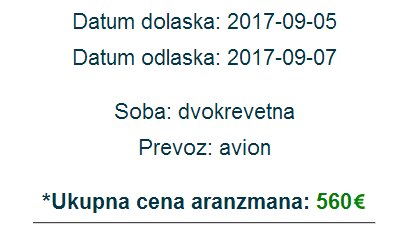 Datum dolaska: 2017-09-05
Datum odlaska: 2017-09-07
Soba: dvokrevetna
Prevoz: avion
*Ukupna cena aranzmana: 560€